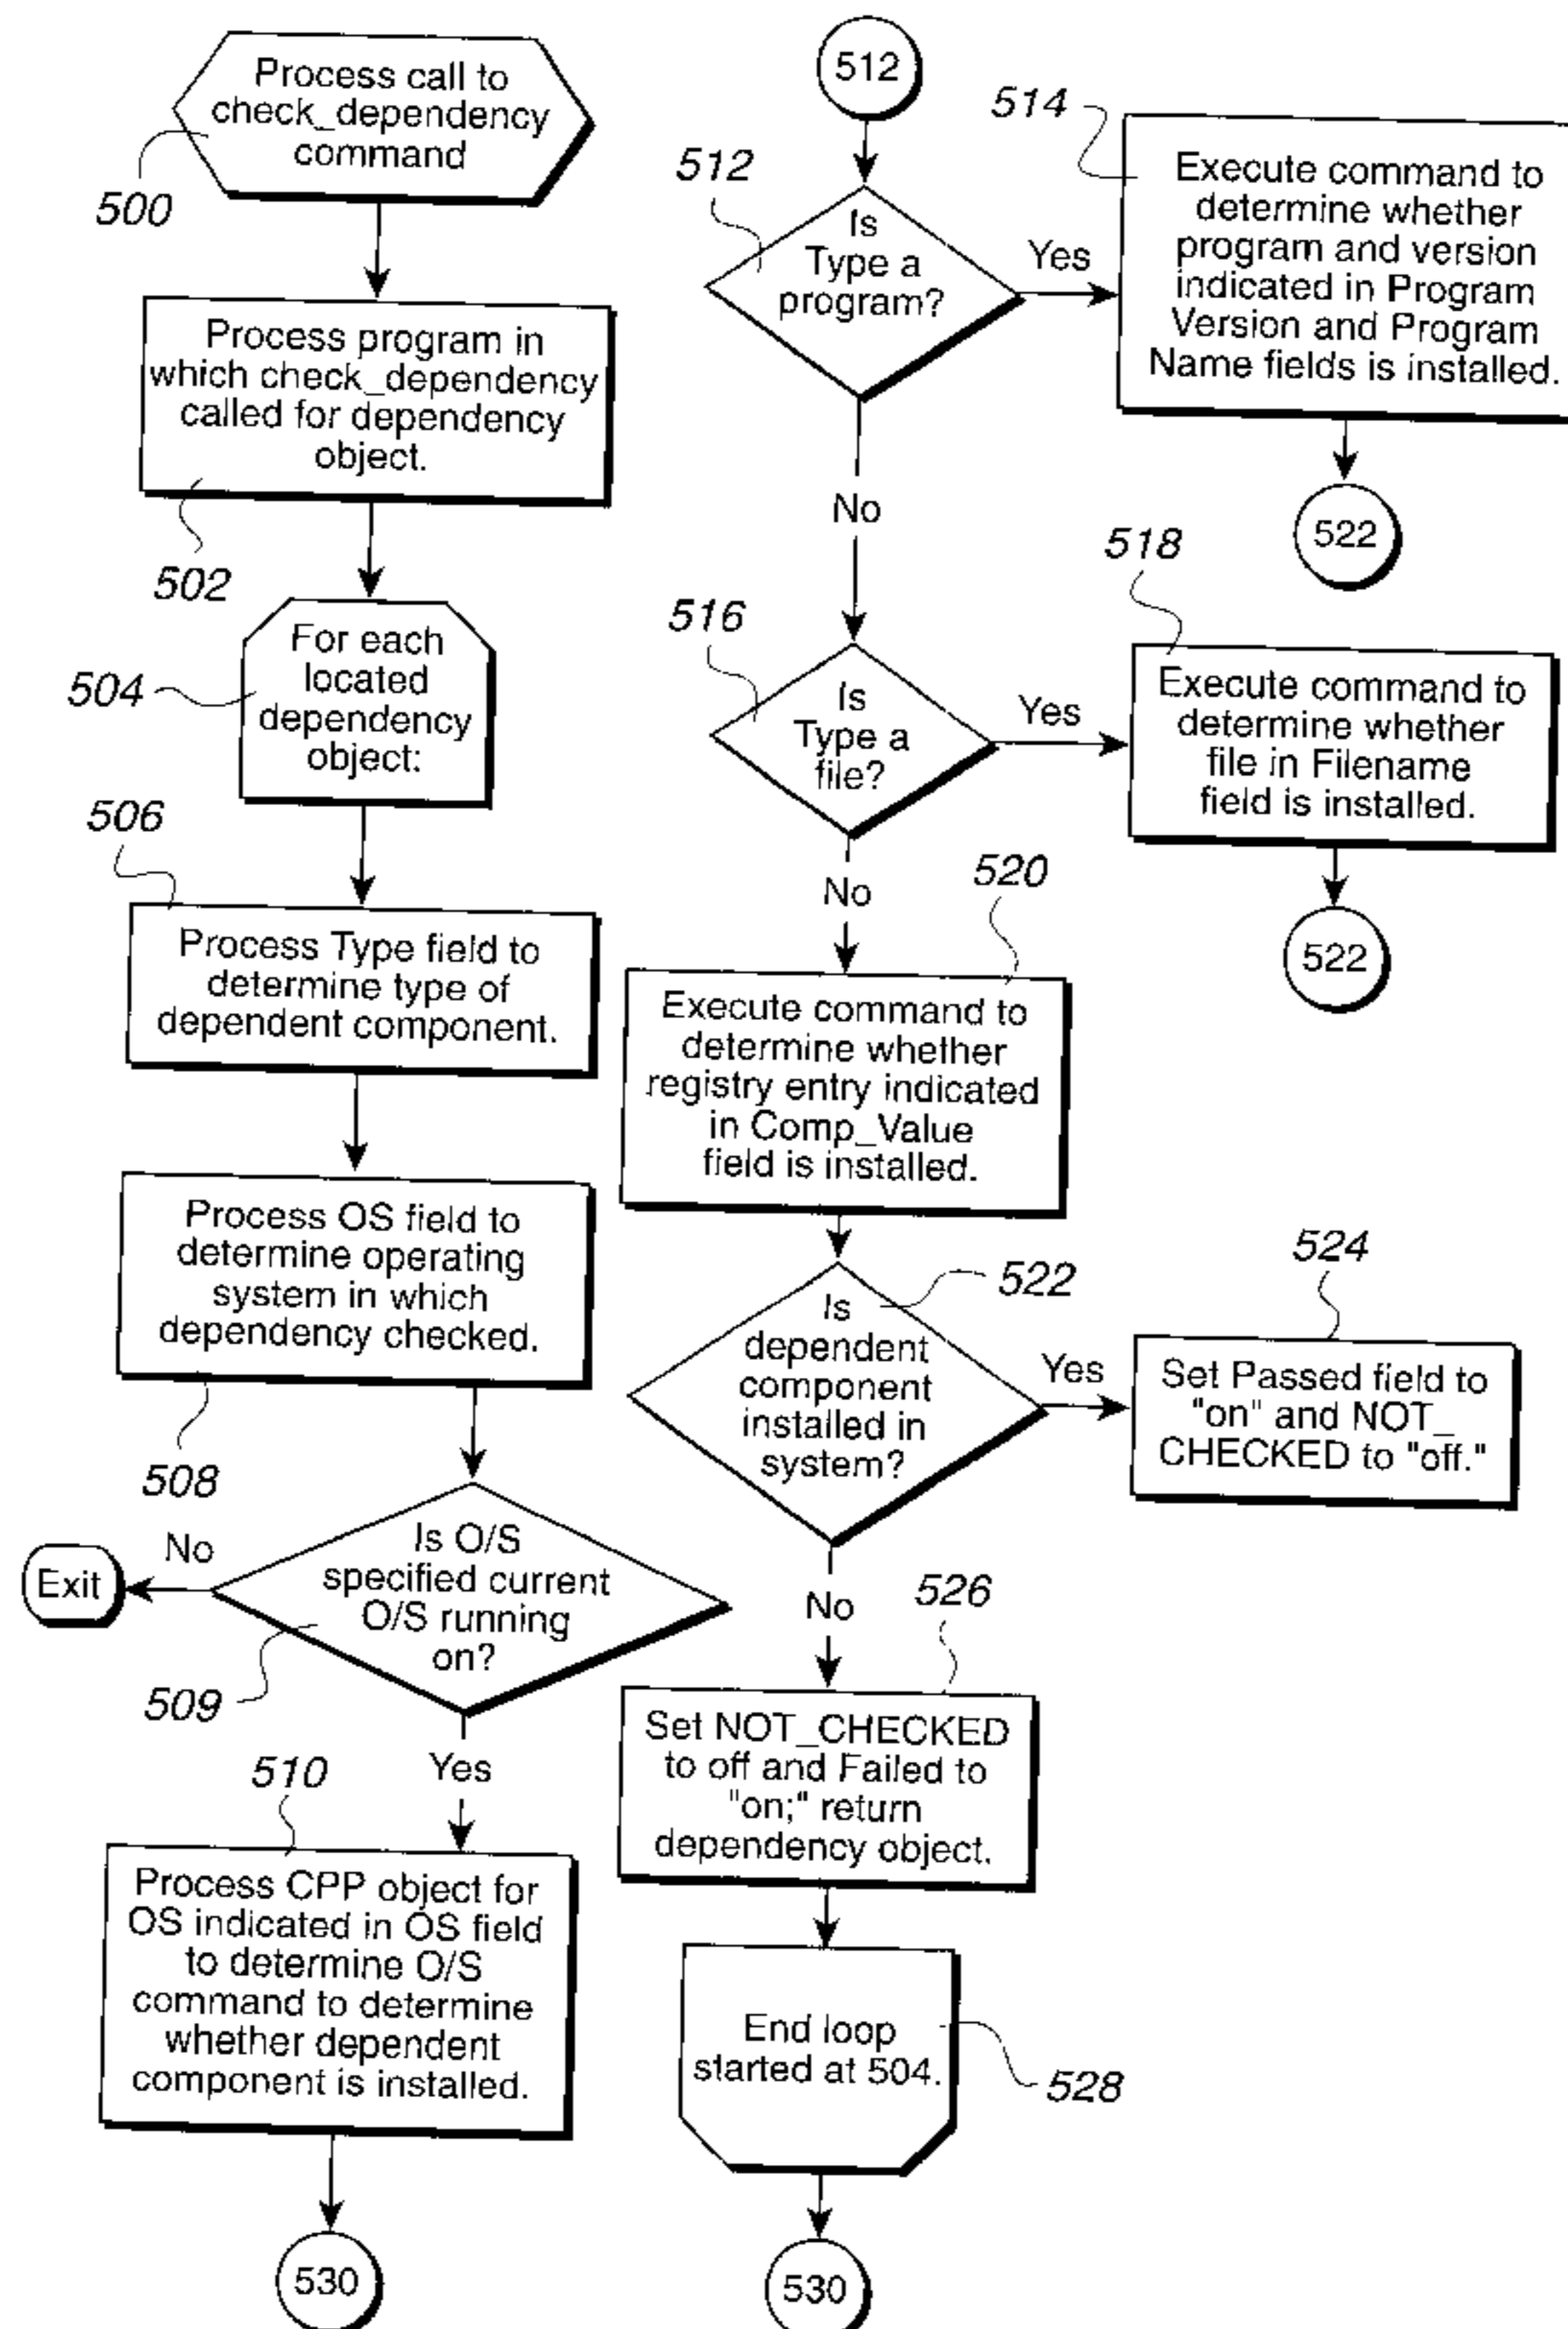 Process call to
check_dependency
command
500
Process program in
which check_dependency
called for dependency
object.
502
For each
located
dependency
object:
504
506
Process Type field to
determine type of
dependent component.
Process OS field to
determine operating
system in which
dependency checked.
508
Is O/S
specified current
O/S running
on?
No
Exit
509
Yes
510
Process CPP object for
OS indicated in OS field
to determine O/S
command to determine
whether dependent
component is installed.
530
512
512
Is
Type a
program?
Yes
514
Execute command to
determine whether
program and version
indicated in Program
Version and Program
Name fields is installed.
522
No
516
Is
Type a
file?
Yes
518
Execute command to
determine whether
file in Filename
field is installed.
522
No
520
Execute command to
determine whether
registry entry indicated
in Comp_Value
field is installed.
522
Is
dependent
component
installed in
system?
Yes
524
Set Passed field to
"on" and NOT_
CHECKED to "off."
No
526
Set NOT_CHECKED
to off and Failed to
"on;" return
dependency object.
End loop
started at 504.
528
530